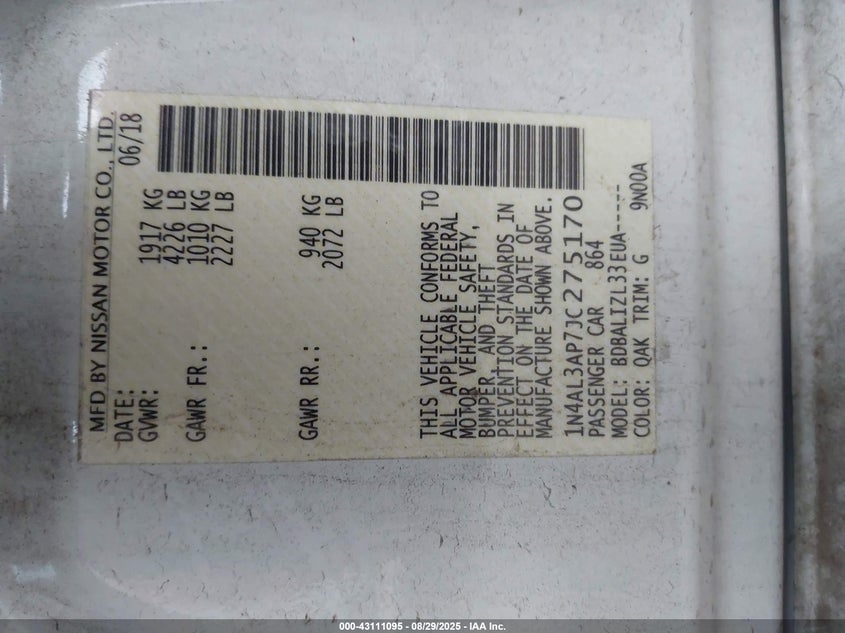 MFD BY NISSAN MOTOR CO., LTD.
DATE: 06/18
GVWR: 1917 KG
4226 LB
GAWR FR.: 1010 KG
2227 LB
GAWR RR.: 940 KG
2072 LB
THIS VEHICLE CONFORMS TO
ALL APPLICABLE FEDERAL
MOTOR VEHICLE SAFETY,
BUMPER, AND THEFT
PREVENTION STANDARDS IN
EFFECT ON THE DATE OF
MANUFACTURE SHOWN ABOVE.
1N4AL3AP7JC275170
PASSENGER CAR 864
MODEL: BDBALIZL33EUA-----
COLOR: QAK TRIM: G 9N00A
000-43111095 - 08/29/2025 - IAA Inc.